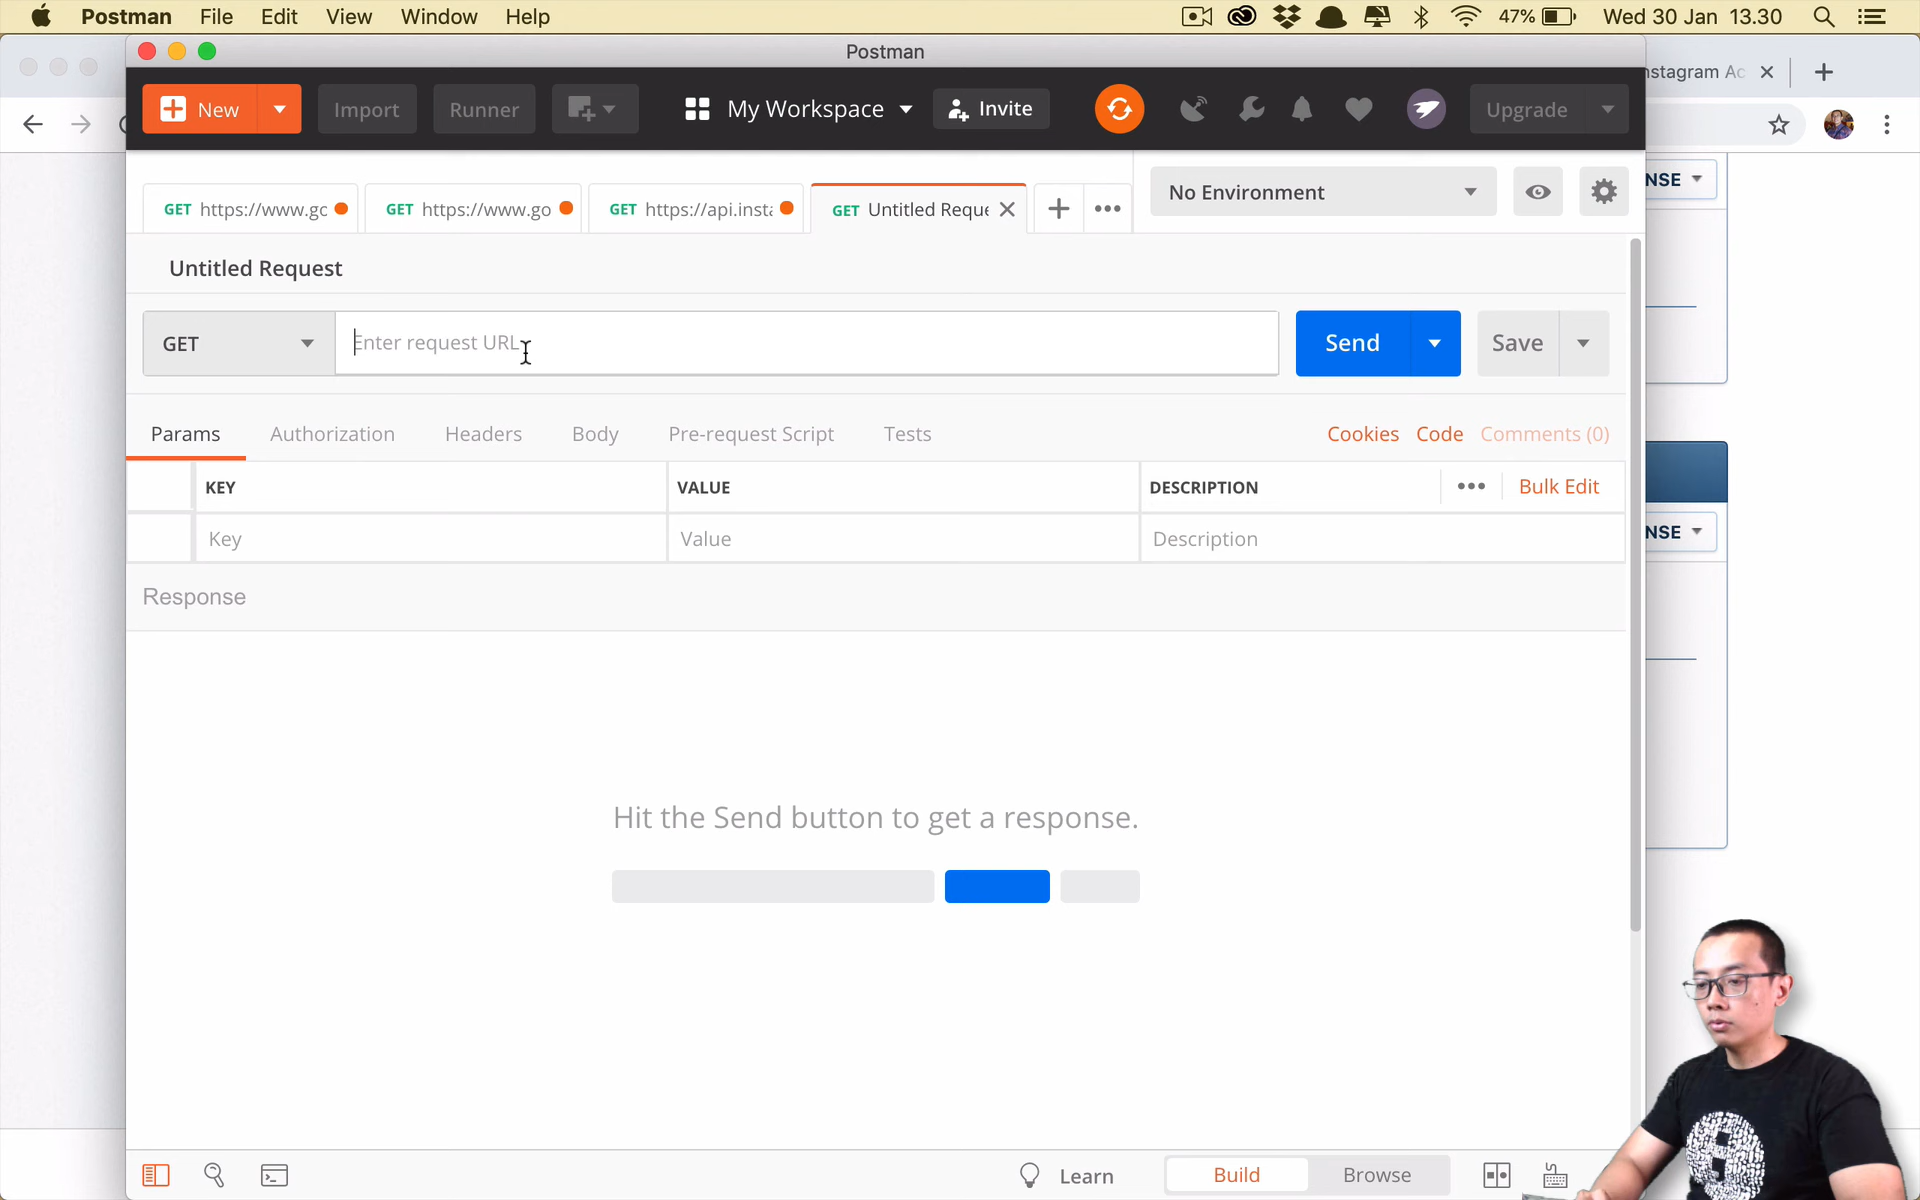 Postman File Edit View Window Help 47% Wed 30 Jan 13.30
Postman
nstagram Ac
New Import Runner My Workspace Invite Upgrade
GET https://www.gc GET https://www.go GET https://api.insta GET Untitled Reque No Environment
NSE
Untitled Request
GET Enter request URL Send Save
Params Authorization Headers Body Pre-request Script Tests Cookies Code Comments (0)
KEY VALUE DESCRIPTION Bulk Edit
Key Value Description
NSE
Response
Hit the Send button to get a response.
Learn Build Browse